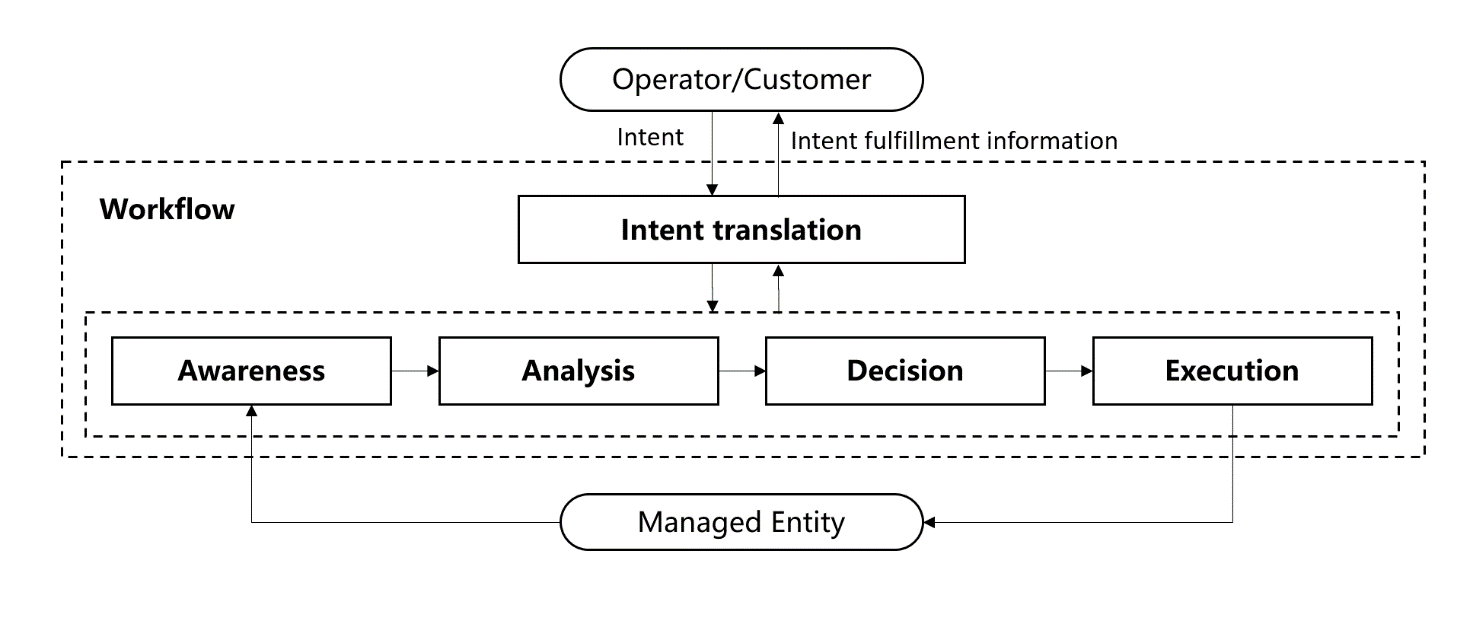 Operator/Customer
Intent
Intent fulfillment information
Workflow
Intent translation
Awareness
Analysis
Decision
Execution
Managed Entity